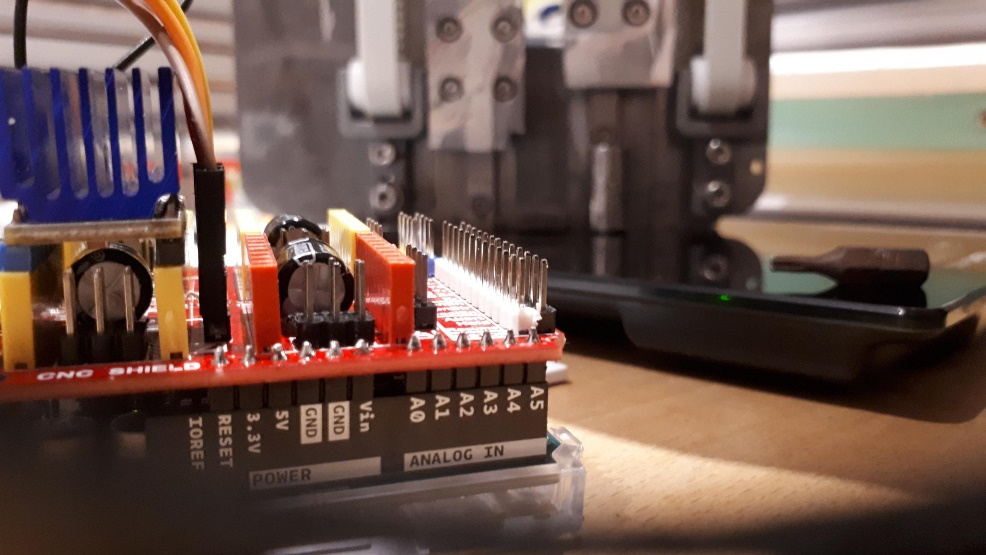 CNC SHIELD
IOREF
RESET
3.3V
5V
GND
GND
Vin
A0
A1
A2
A3
A4
A5
POWER
ANALOG IN